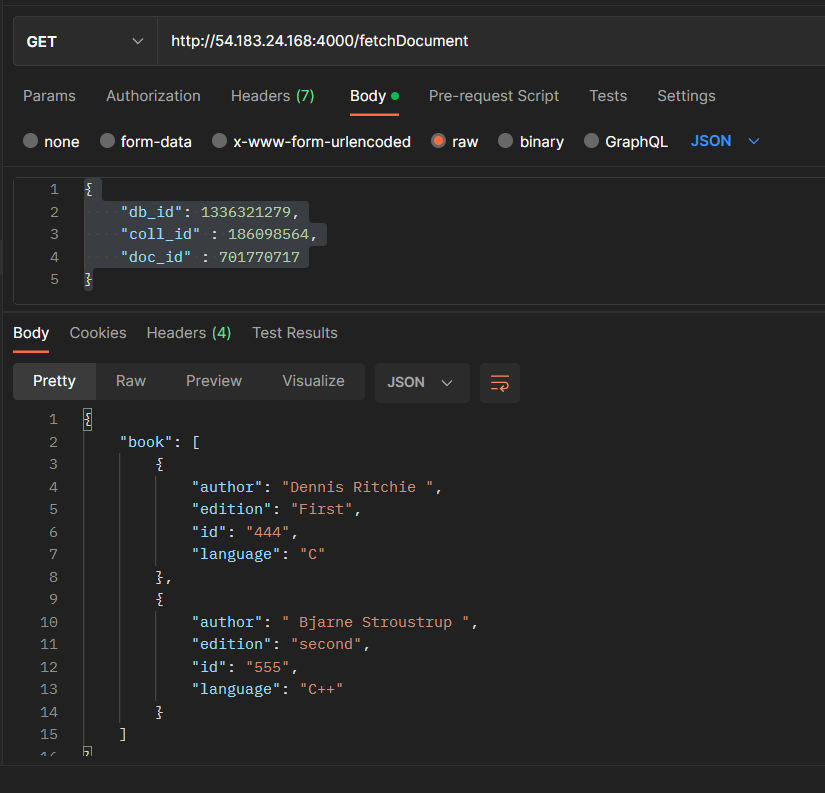 GET http://54.183.24.168:4000/fetchDocument
Params Authorization Headers (7) Body Pre-request Script Tests Settings
none form-data x-www-form-urlencoded raw binary GraphQL JSON
1 {
2 "db_id": 1336321279,
3 "coll_id" : 186098564,
4 "doc_id" : 701770717
5 }
Body Cookies Headers (4) Test Results
Pretty Raw Preview Visualize JSON
1 {
2 "book": [
3 {
4 "author": "Dennis Ritchie ",
5 "edition": "First",
6 "id": "444",
7 "language": "C"
8 },
9 {
10 "author": " Bjarne Stroustrup ",
11 "edition": "second",
12 "id": "555",
13 "language": "C++"
14 }
15 ]
16 }